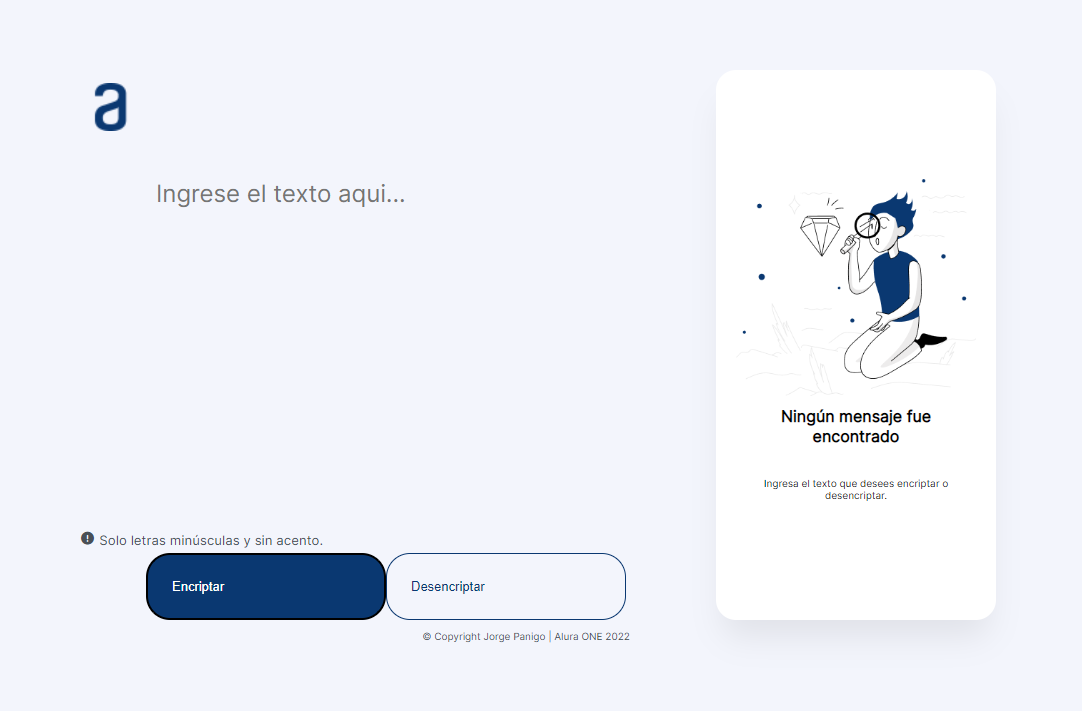 a
Ingrese el texto aqui...
Solo letras minúsculas y sin acento.
Encriptar
Desencriptar
© Copyright Jorge Panigo | Alura ONE 2022
Ningún mensaje fue
encontrado
Ingresa el texto que desees encriptar o
desencriptar.